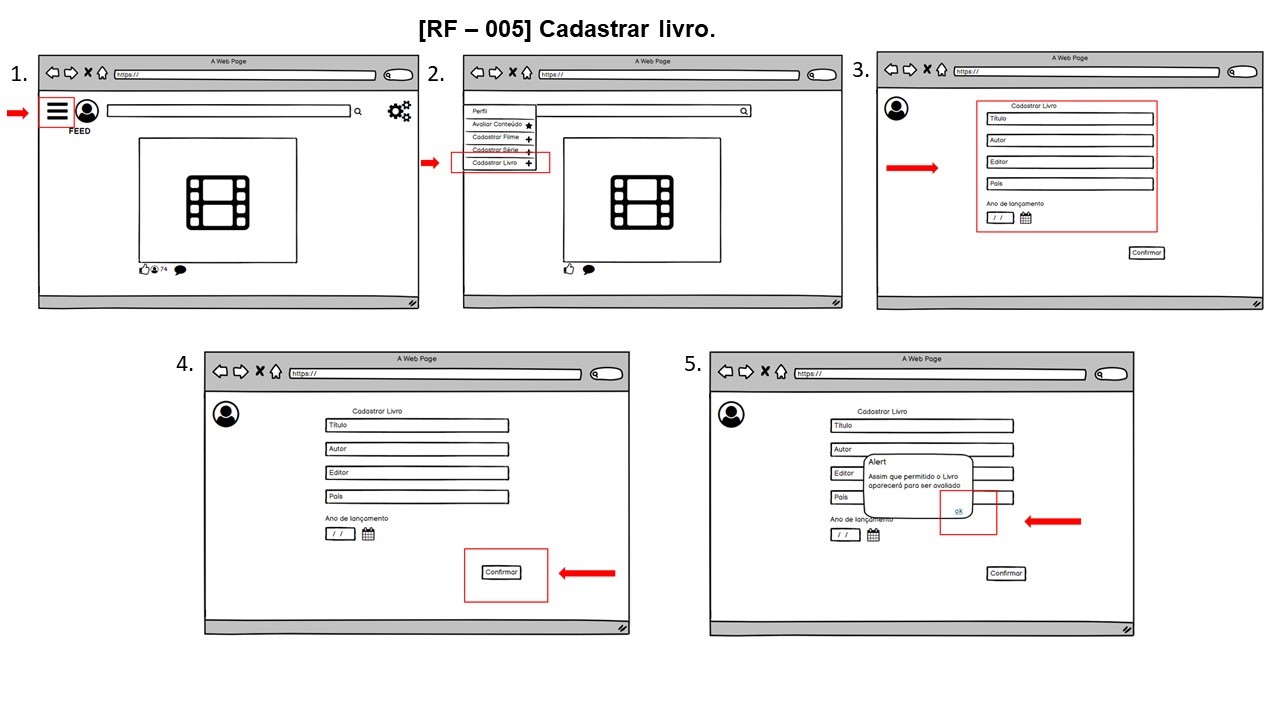 [RF – 005] Cadastrar livro.
1.
A Web Page
https://
FEED
74
2.
A Web Page
https://
Perfil
Avaliar Conteúdo
Cadastrar Filme
Cadastrar Série
Cadastrar Livro
3.
A Web Page
https://
Cadastrar Livro
Título
Autor
Editor
País
Ano de lançamento
/ /
Confirmar
4.
A Web Page
https://
Cadastrar Livro
Título
Autor
Editor
País
Ano de lançamento
/ /
Confirmar
5.
A Web Page
https://
Cadastrar Livro
Título
Autor
Editor
País
Alert
Assim que permitido o Livro
aparecerá para ser avaliado
ok
Ano de lançamento
/ /
Confirmar